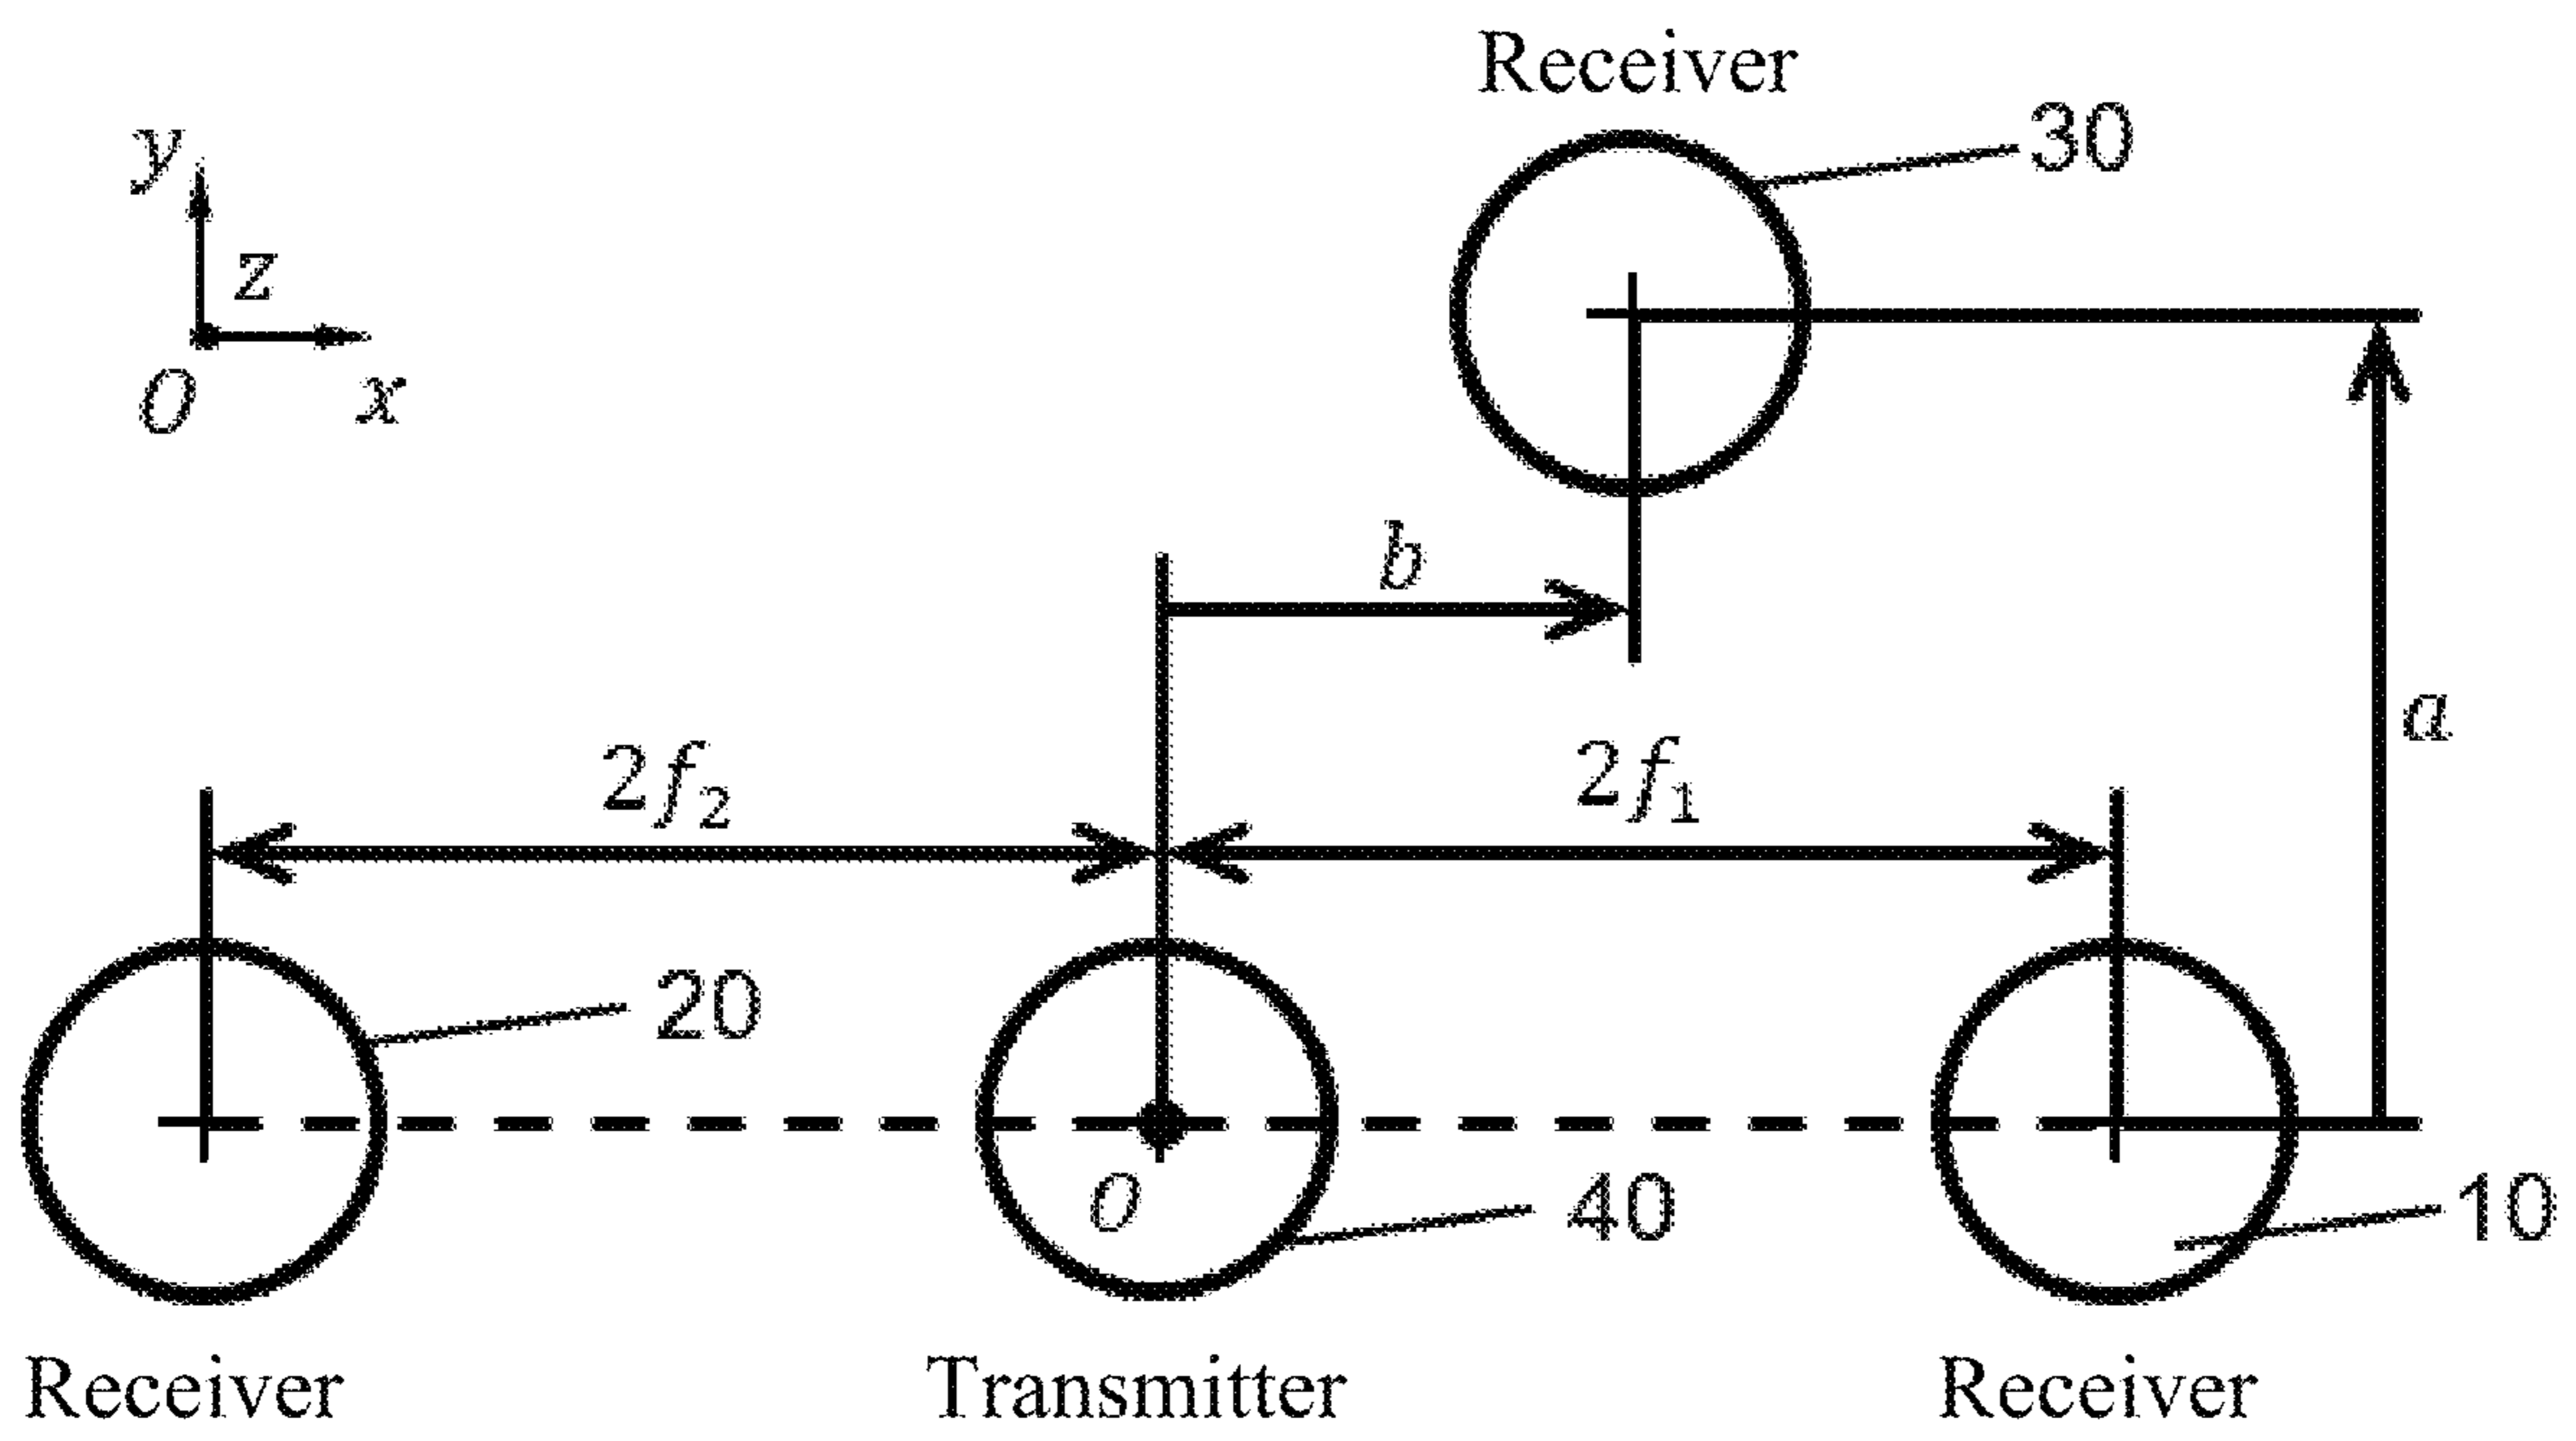 Receiver
30
y
z
O
x
b
a
2f₂
2f₁
20
O
40
10
Receiver
Transmitter
Receiver